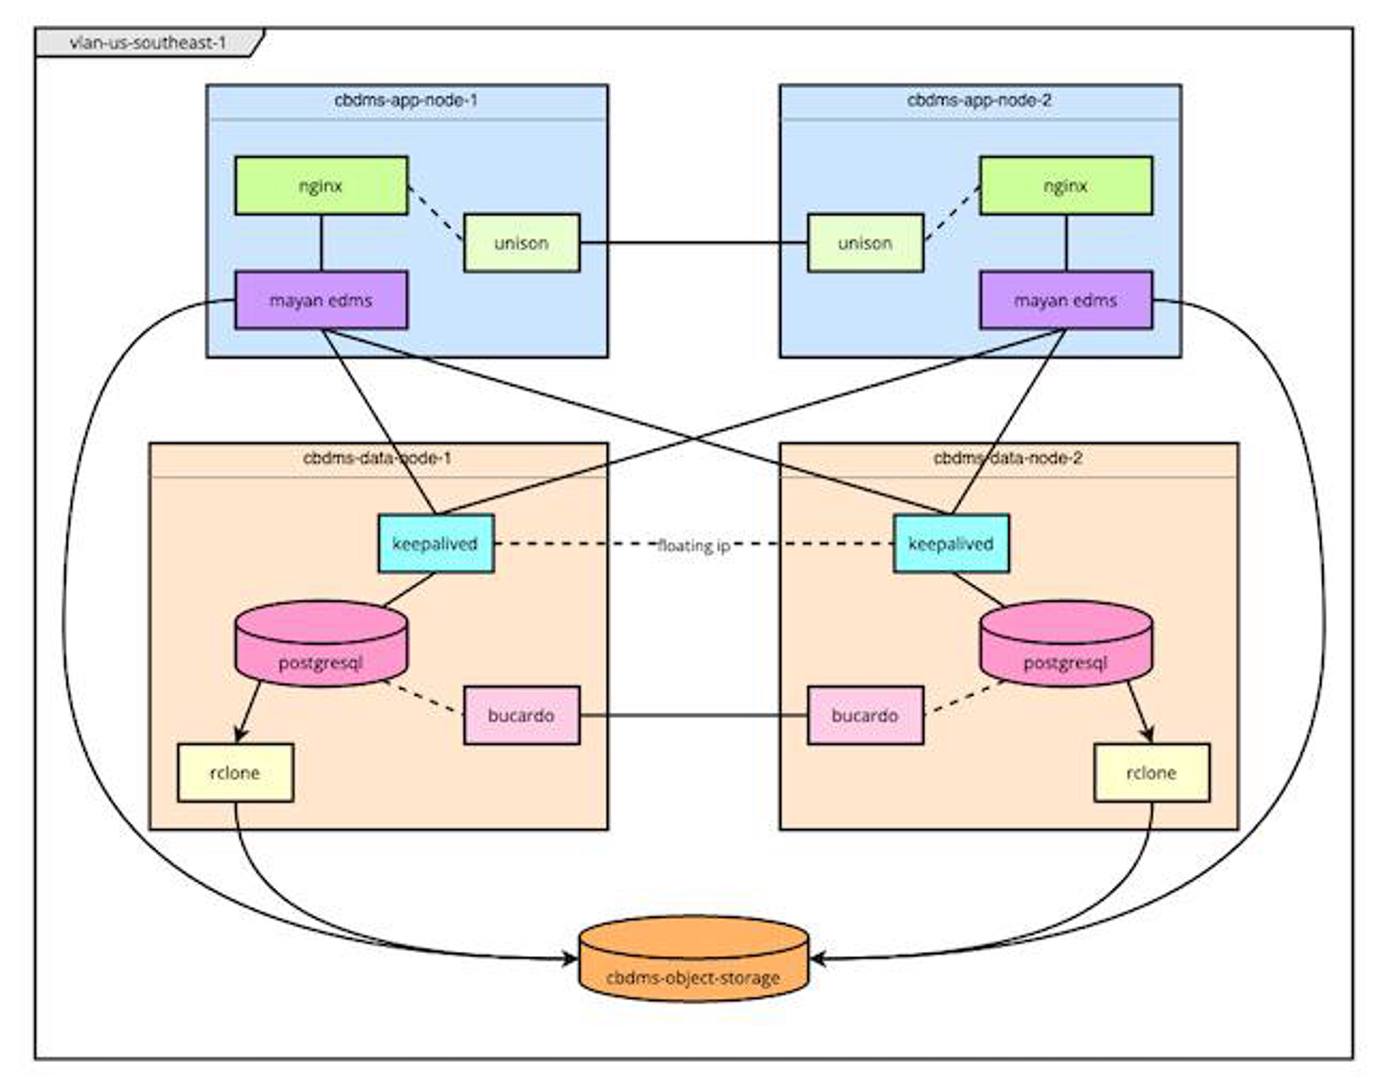 vlan-us-southeast-1
cbdms-app-node-1
cbdms-app-node-2
nginx
nginx
unison
unison
mayan edms
mayan edms
cbdms-data-node-1
cbdms-data-node-2
keepalived
floating ip
keepalived
postgresql
postgresql
bucardo
bucardo
rclone
rclone
cbdms-object-storage